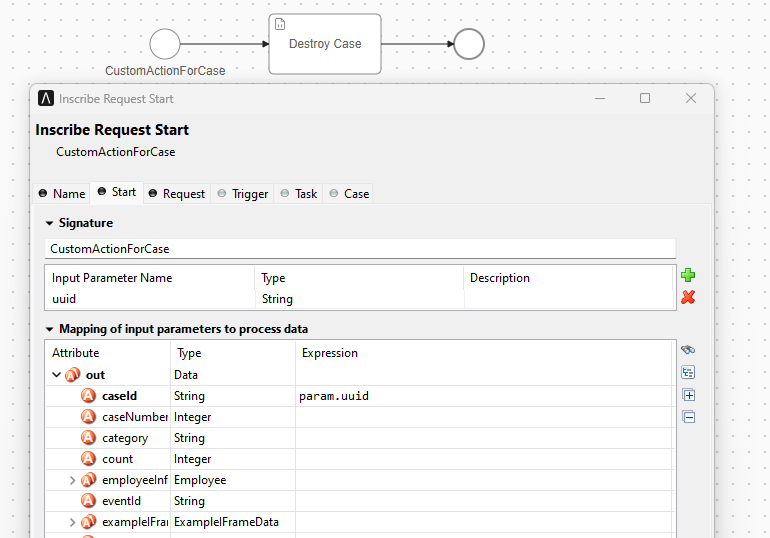 Destroy Case
CustomActionForCase
Inscribe Request Start
Inscribe Request Start
CustomActionForCase
Name Start Request Trigger Task Case
Signature
CustomActionForCase
Input Parameter Name Type Description
uuid String
Mapping of input parameters to process data
Attribute Type Expression
out Data
caseId String param.uuid
caseNumber Integer
category String
count Integer
employeeInf Employee
eventId String
exampleIFrar ExampleIFrameData